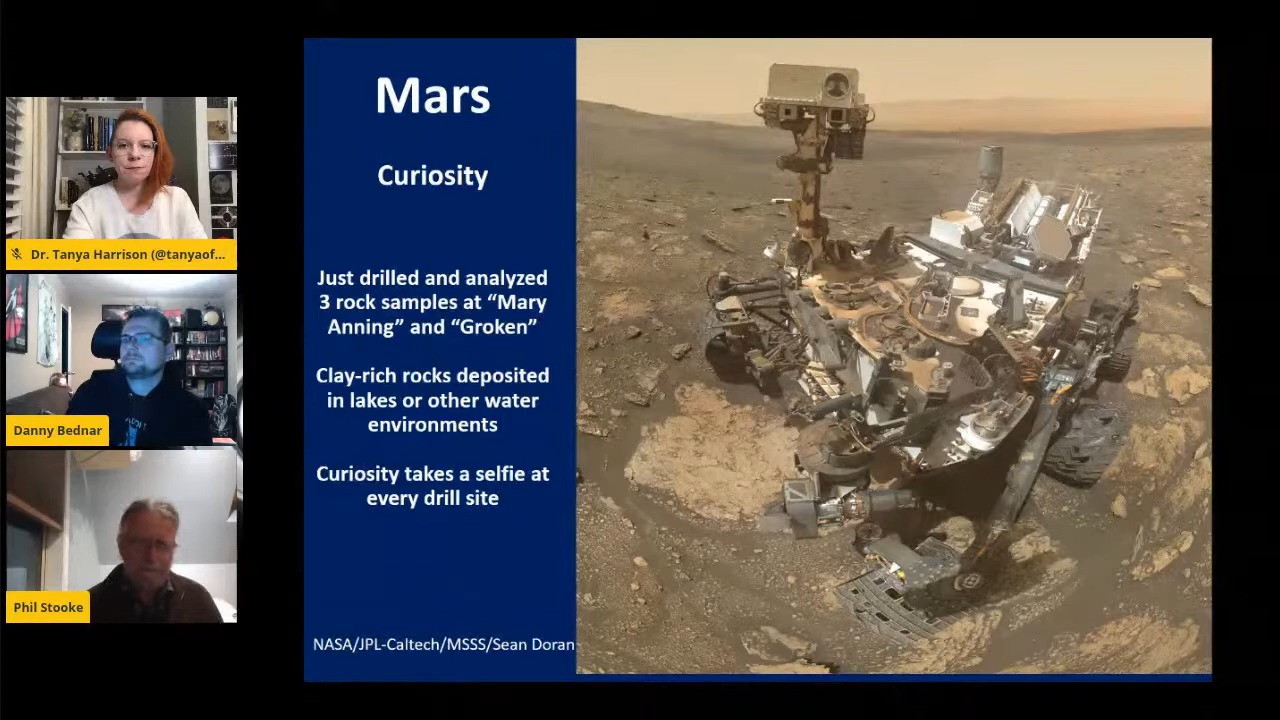 Dr. Tanya Harrison (@tanyaof...
Danny Bednar
Phil Stooke
Mars
Curiosity
Just drilled and analyzed
3 rock samples at “Mary
Anning” and “Groken”
Clay-rich rocks deposited
in lakes or other water
environments
Curiosity takes a selfie at
every drill site
NASA/JPL-Caltech/MSSS/Sean Doran